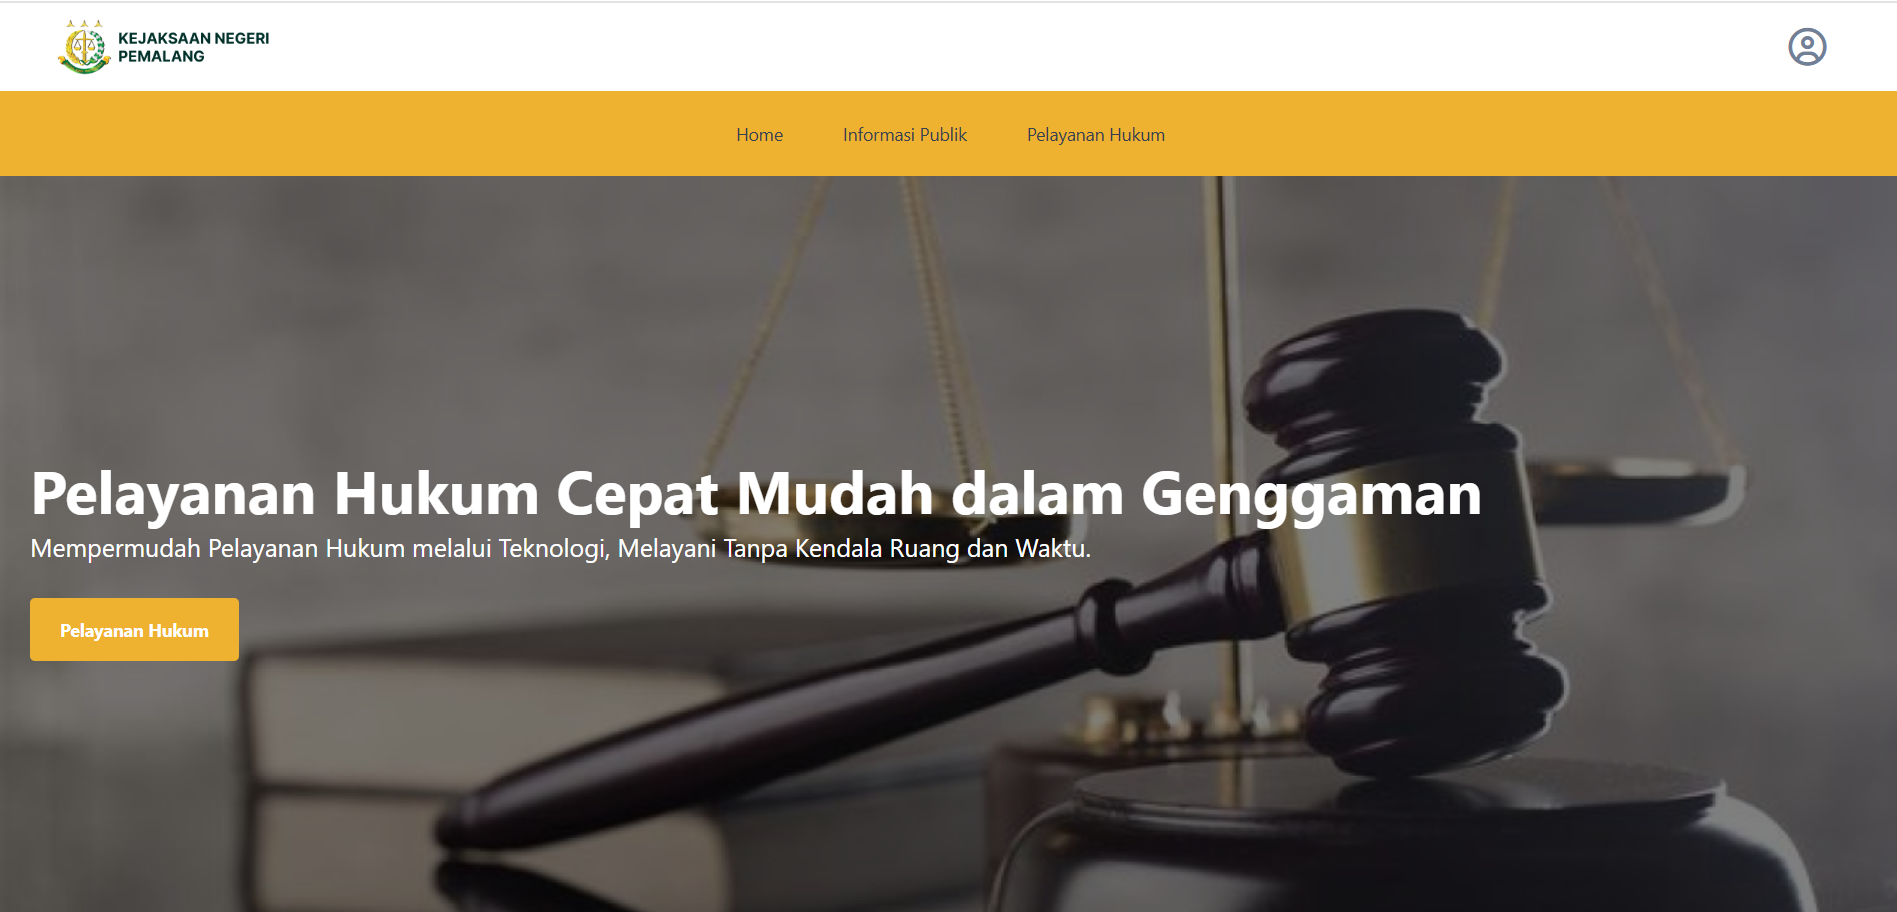 KEJAKSAAN NEGERI
PEMALANG
Home Informasi Publik Pelayanan Hukum
Pelayanan Hukum Cepat Mudah dalam Genggaman
Mempermudah Pelayanan Hukum melalui Teknologi, Melayani Tanpa Kendala Ruang dan Waktu.
Pelayanan Hukum